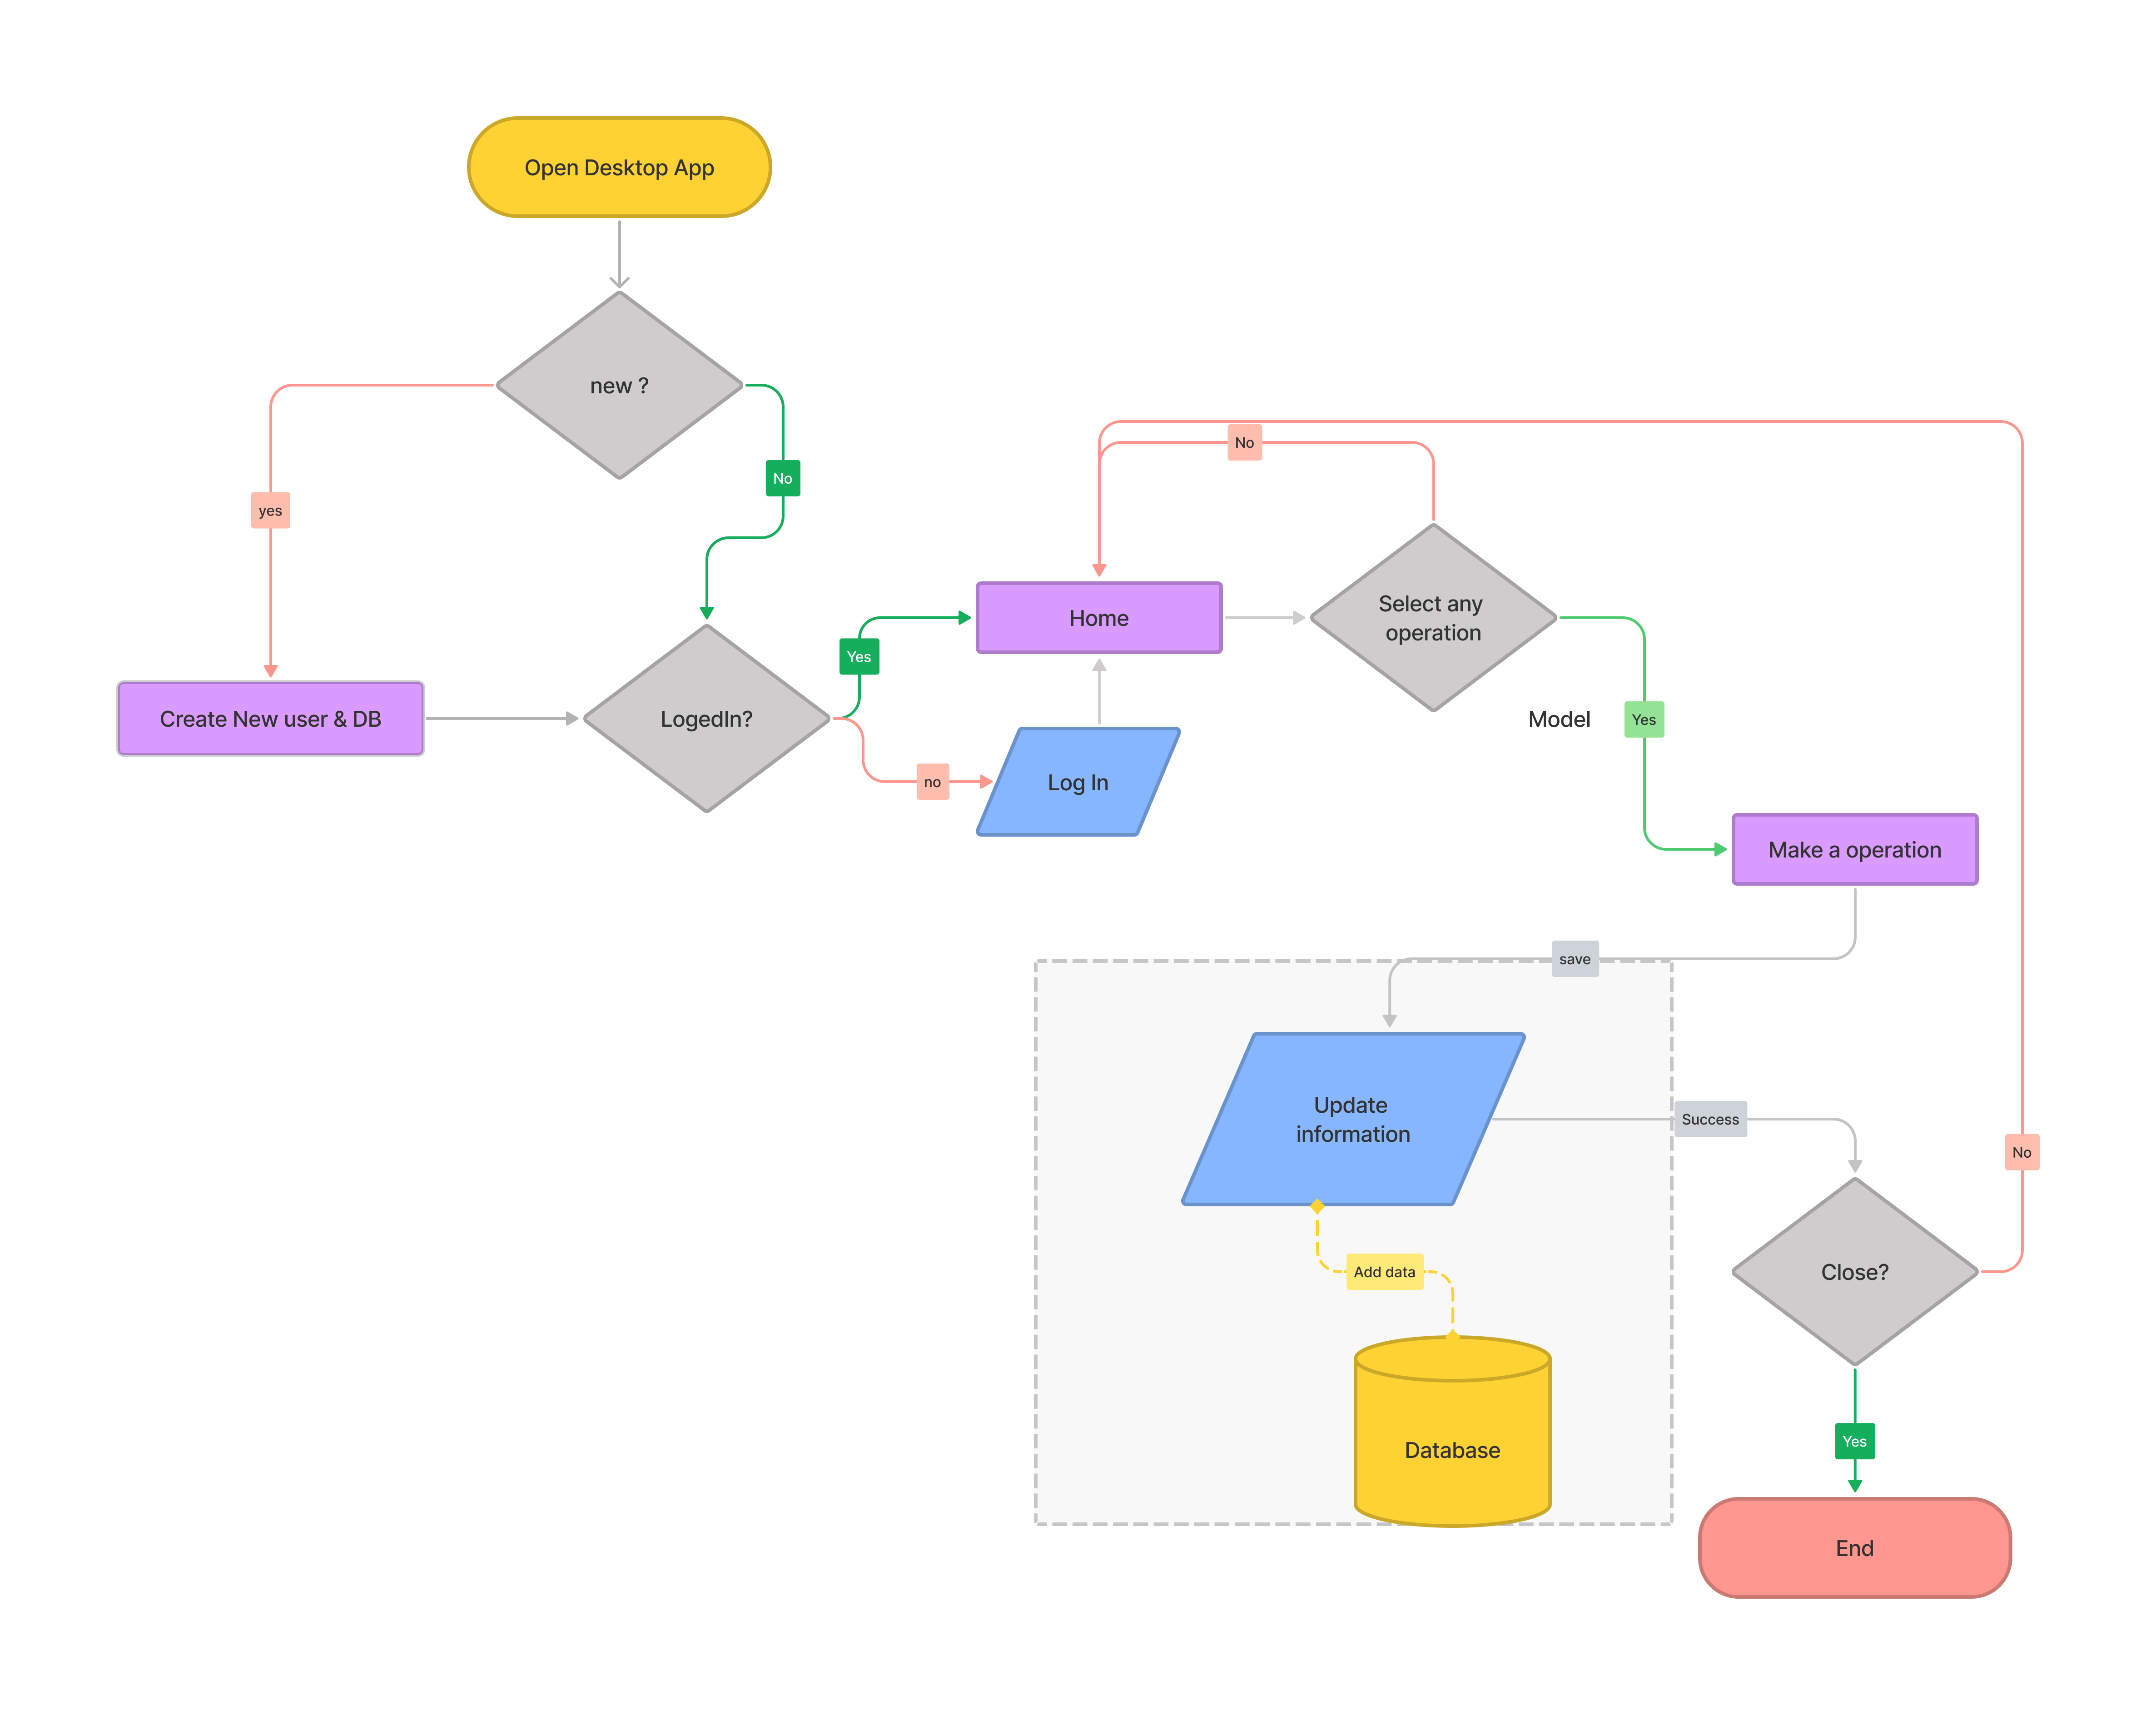 Open Desktop App
new ?
No
yes
No
Select any
operation
Home
Yes
Create New user & DB
LogedIn?
Model
Yes
no
Log In
Make a operation
save
Update
information
Success
No
Add data
Close?
Database
Yes
End